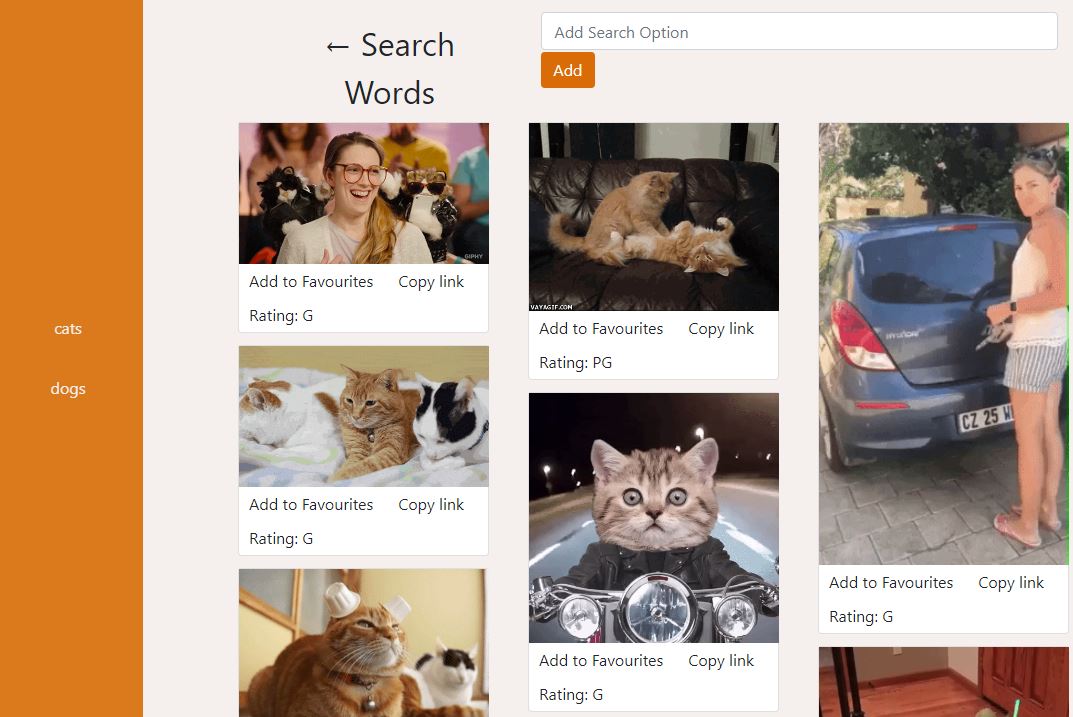 ← Search
Words
Add Search Option
Add
cats
dogs
GIPHY
Add to Favourites Copy link
Rating: G
Add to Favourites Copy link
Rating: G
VAYAGIF.COM
Add to Favourites Copy link
Rating: PG
Add to Favourites Copy link
Rating: G
HYUNDAI
CZ 25
Add to Favourites Copy link
Rating: G